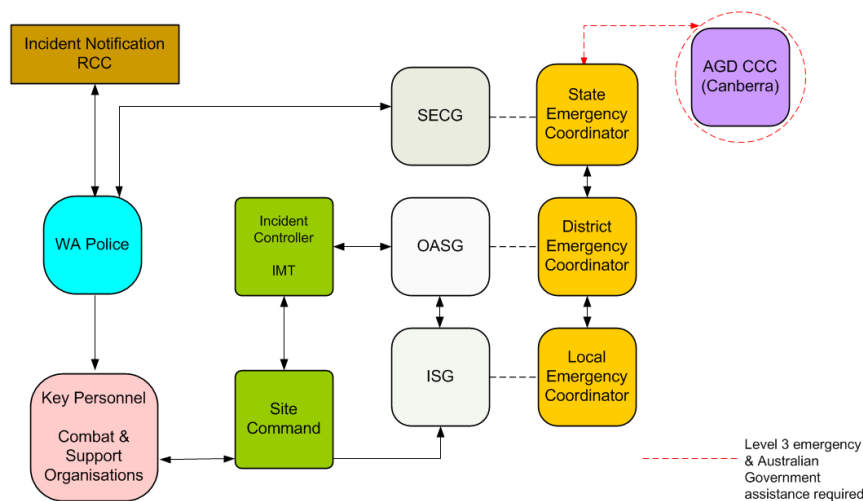 Incident Notification
RCC
AGD CCC
(Canberra)
SECG
State
Emergency
Coordinator
WA Police
Incident
Controller
IMT
OASG
District
Emergency
Coordinator
Key Personnel
Combat &
Support
Organisations
Site
Command
ISG
Local
Emergency
Coordinator
Level 3 emergency
& Australian
Government
assistance required